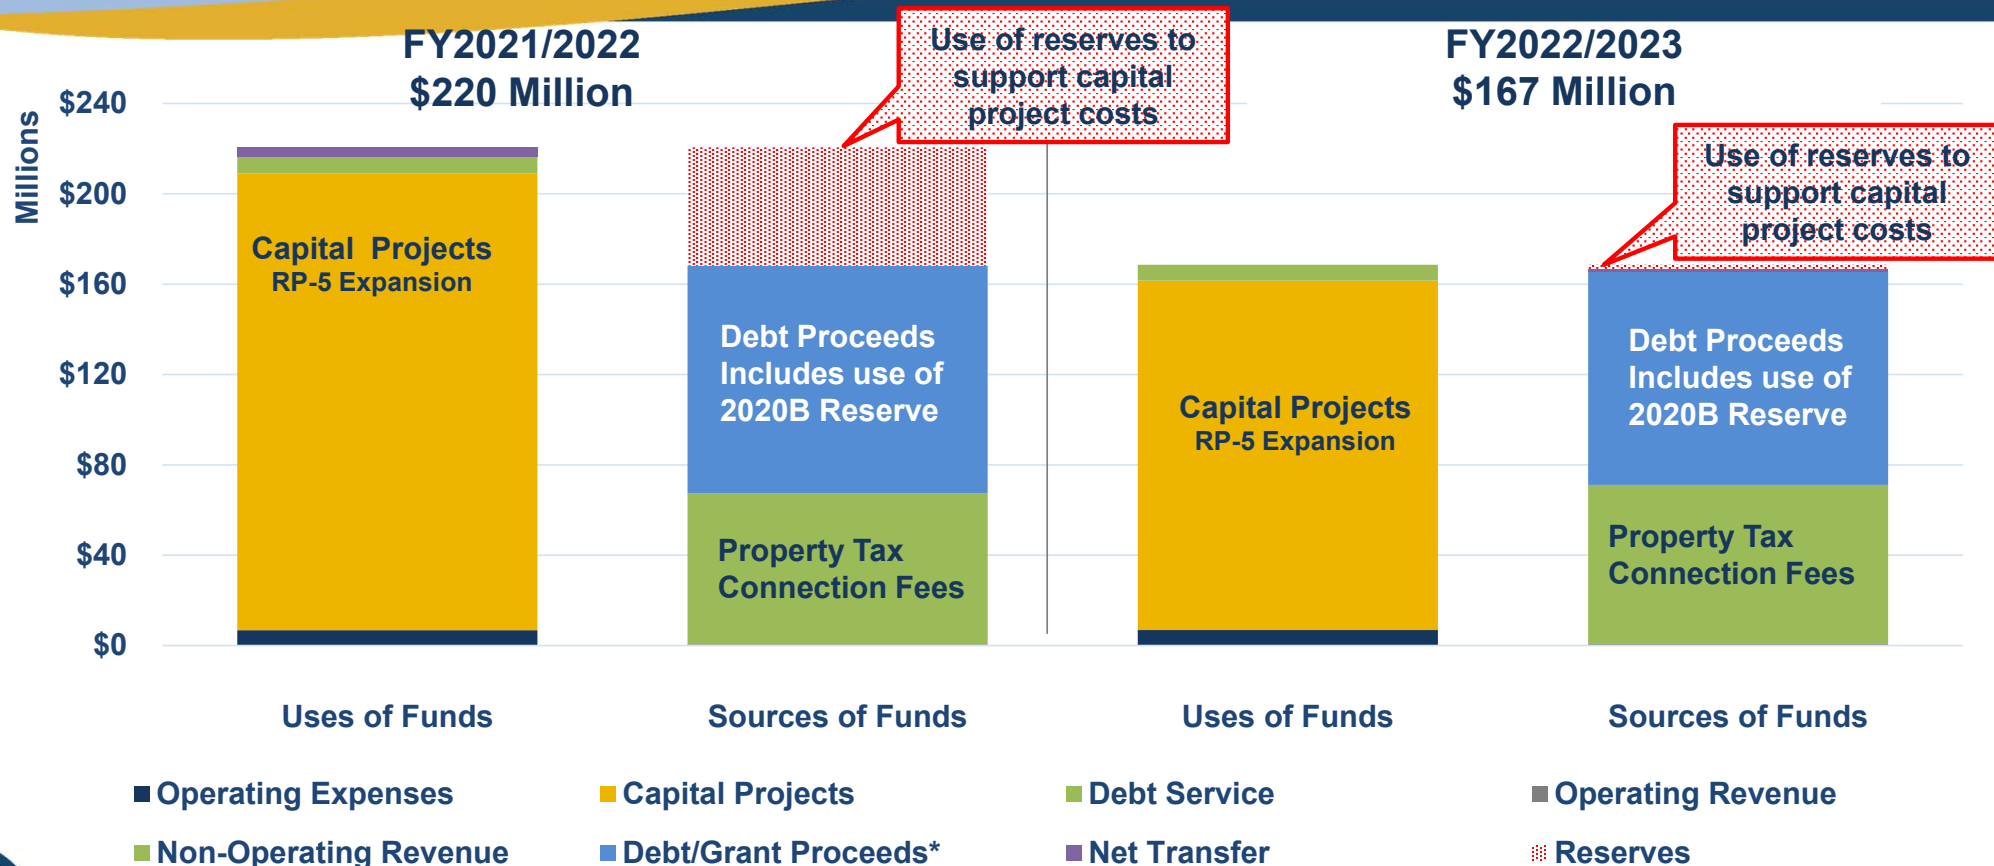 FY2021/2022
$220 Million
Use of reserves to
support capital
project costs
FY2022/2023
$167 Million
Use of reserves to
support capital
project costs
Millions
$240
$200
$160
$120
$80
$40
$0
Capital Projects
RP-5 Expansion
Debt Proceeds
Includes use of
2020B Reserve
Property Tax
Connection Fees
Capital Projects
RP-5 Expansion
Debt Proceeds
Includes use of
2020B Reserve
Property Tax
Connection Fees
Uses of Funds
Sources of Funds
Uses of Funds
Sources of Funds
Operating Expenses
Capital Projects
Debt Service
Operating Revenue
Non-Operating Revenue
Debt/Grant Proceeds*
Net Transfer
Reserves